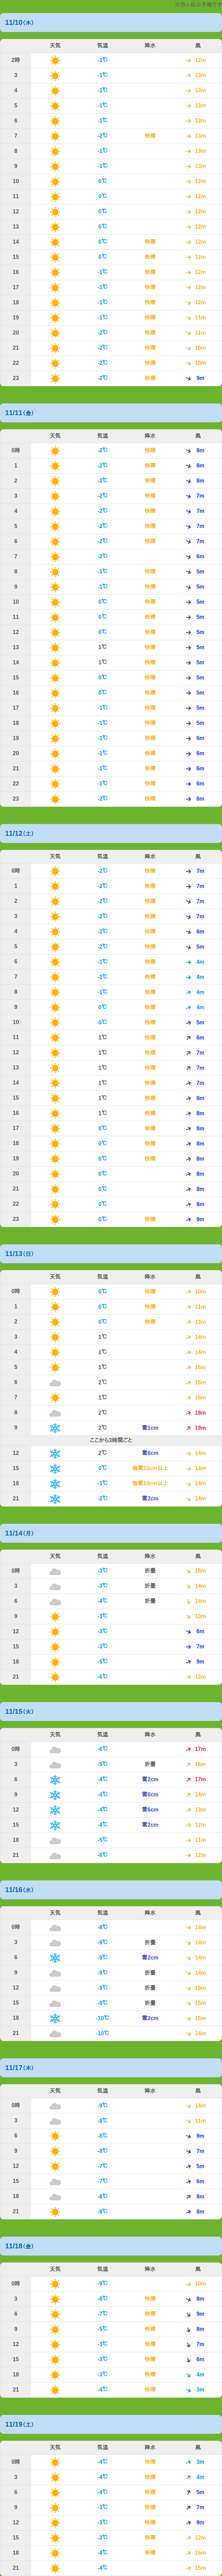 11/10(木)
天気 気温 降水 風
2時 -1℃ 12m
3 -1℃ 13m
4 -1℃ 13m
5 -1℃ 13m
6 -1℃ 13m
7 -2℃ 快晴 13m
8 -1℃ 13m
9 -1℃ 13m
10 0℃ 12m
11 0℃ 12m
12 0℃ 12m
13 0℃ 12m
14 0℃ 快晴 12m
15 0℃ 快晴 12m
16 -1℃ 快晴 12m
17 -1℃ 快晴 12m
18 -1℃ 快晴 12m
19 -1℃ 快晴 11m
20 -2℃ 快晴 11m
21 -2℃ 快晴 10m
22 -2℃ 快晴 10m
23 -2℃ 快晴 9m
11/11(金)
天気 気温 降水 風
0時 -2℃ 快晴 8m
1 -2℃ 快晴 8m
2 -2℃ 快晴 8m
3 -2℃ 快晴 7m
4 -2℃ 快晴 7m
5 -2℃ 快晴 7m
6 -2℃ 快晴 7m
7 -2℃ 6m
8 -1℃ 快晴 5m
9 -1℃ 快晴 5m
10 0℃ 快晴 5m
11 0℃ 快晴 5m
12 0℃ 快晴 5m
13 1℃ 快晴 5m
14 1℃ 快晴 5m
15 0℃ 快晴 5m
16 0℃ 快晴 5m
17 -1℃ 快晴 5m
18 -1℃ 快晴 5m
19 -1℃ 快晴 6m
20 -1℃ 快晴 6m
21 -1℃ 快晴 6m
22 -1℃ 快晴 6m
23 -2℃ 快晴 6m
11/12(土)
天気 気温 降水 風
0時 -2℃ 快晴 7m
1 -2℃ 快晴 7m
2 -2℃ 快晴 7m
3 -2℃ 快晴 7m
4 -2℃ 快晴 6m
5 -2℃ 快晴 5m
6 -1℃ 快晴 4m
7 -2℃ 快晴 4m
8 -1℃ 快晴 4m
9 0℃ 快晴 4m
10 0℃ 快晴 5m
11 1℃ 快晴 6m
12 1℃ 快晴 7m
13 1℃ 快晴 7m
14 1℃ 快晴 7m
15 1℃ 快晴 8m
16 1℃ 快晴 8m
17 0℃ 快晴 8m
18 0℃ 快晴 8m
19 0℃ 快晴 8m
20 0℃ 8m
21 0℃ 8m
22 0℃ 8m
23 0℃ 快晴 9m
11/13(日)
天気 気温 降水 風
0時 0℃ 快晴 10m
1 0℃ 快晴 11m
2 0℃ 快晴 13m
3 1℃ 14m
4 1℃ 14m
5 1℃ 15m
6 2℃ 15m
7 1℃ 16m
8 2℃ 18m
9 2℃ 雪1cm 19m
ここから3時間ごと
12 2℃ 雪6cm 14m
15 0℃ 強雪10cm以上 14m
18 -1℃ 強雪10cm以上 14m
21 -2℃ 雪2cm 14m
11/14(月)
天気 気温 降水 風
0時 -3℃ 折曇 15m
3 -3℃ 折曇 14m
6 -4℃ 折曇 14m
9 -3℃ 10m
12 -3℃ 6m
15 -3℃ 7m
18 -5℃ 9m
21 -6℃ 13m
11/15(火)
天気 気温 降水 風
0時 -6℃ 17m
3 -5℃ 折曇 16m
6 -4℃ 雪2cm 17m
9 -4℃ 雪6cm 14m
12 -4℃ 雪6cm 13m
15 -4℃ 雪2cm 12m
18 -5℃ 11m
21 -6℃ 12m
11/16(水)
天気 気温 降水 風
0時 -8℃ 14m
3 -9℃ 折曇 14m
6 -9℃ 雪2cm 14m
9 -9℃ 折曇 14m
12 -9℃ 折曇 15m
15 -9℃ 折曇 15m
18 -10℃ 雪2cm 15m
21 -10℃ 14m
11/17(木)
天気 気温 降水 風
0時 -9℃ 14m
3 -8℃ 11m
6 -8℃ 9m
9 -8℃ 7m
12 -7℃ 5m
15 -7℃ 6m
18 -8℃ 8m
21 -8℃ 8m
11/18(金)
天気 気温 降水 風
0時 -9℃ 10m
3 -8℃ 快晴 8m
6 -7℃ 快晴 9m
9 -5℃ 快晴 8m
12 -3℃ 快晴 7m
15 -3℃ 快晴 6m
18 -3℃ 快晴 4m
21 -4℃ 快晴 3m
11/19(土)
天気 気温 降水 風
0時 -4℃ 快晴 3m
3 -4℃ 快晴 4m
6 -4℃ 快晴 5m
9 -3℃ 快晴 7m
12 -3℃ 快晴 9m
15 -3℃ 快晴 12m
18 -4℃ 快晴 15m
21 -4℃ 15m